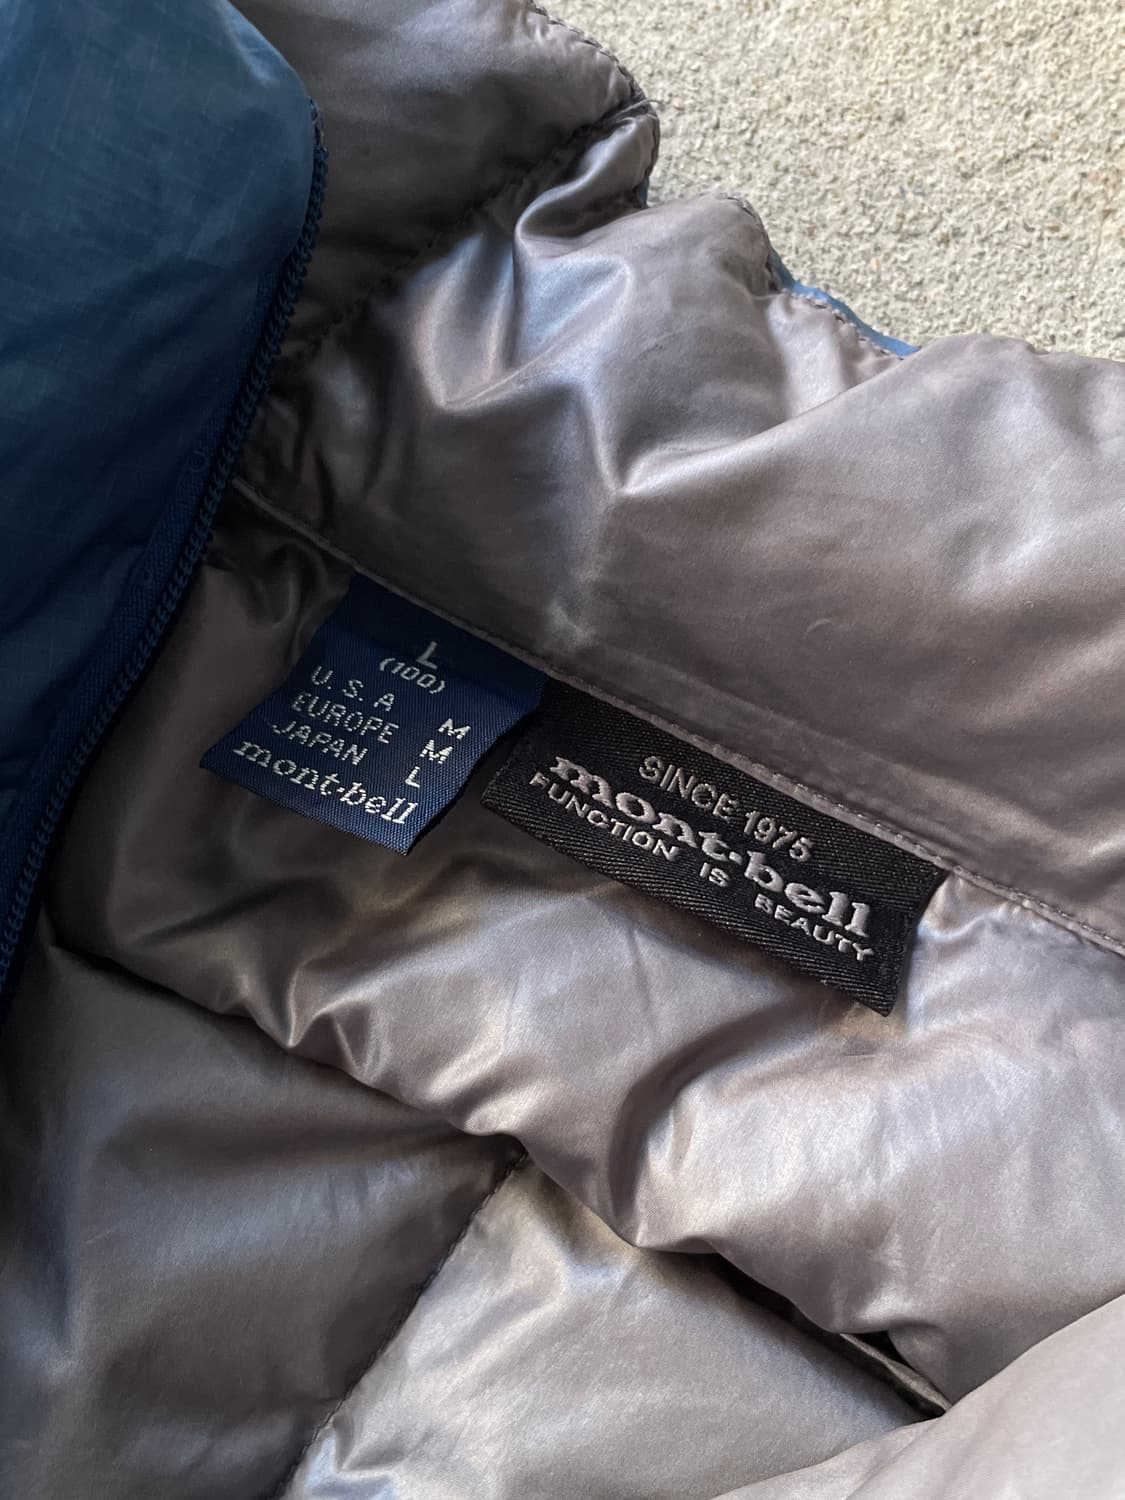 L
(100)
U.S.A M
EUROPE M
JAPAN L
mont-bell
SINCE 1975
mont-bell
FUNCTION IS BEAUTY